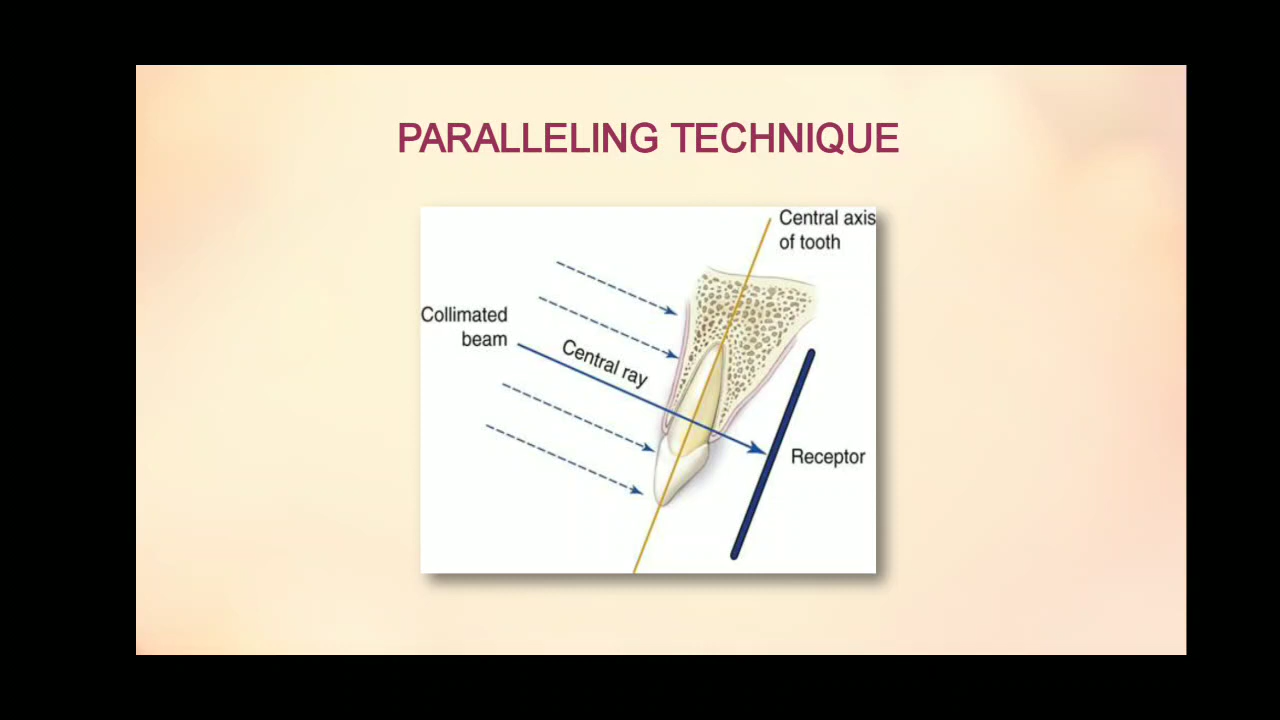 PARALLELING TECHNIQUE
Central axis
of tooth
Collimated
beam
Central ray
Receptor